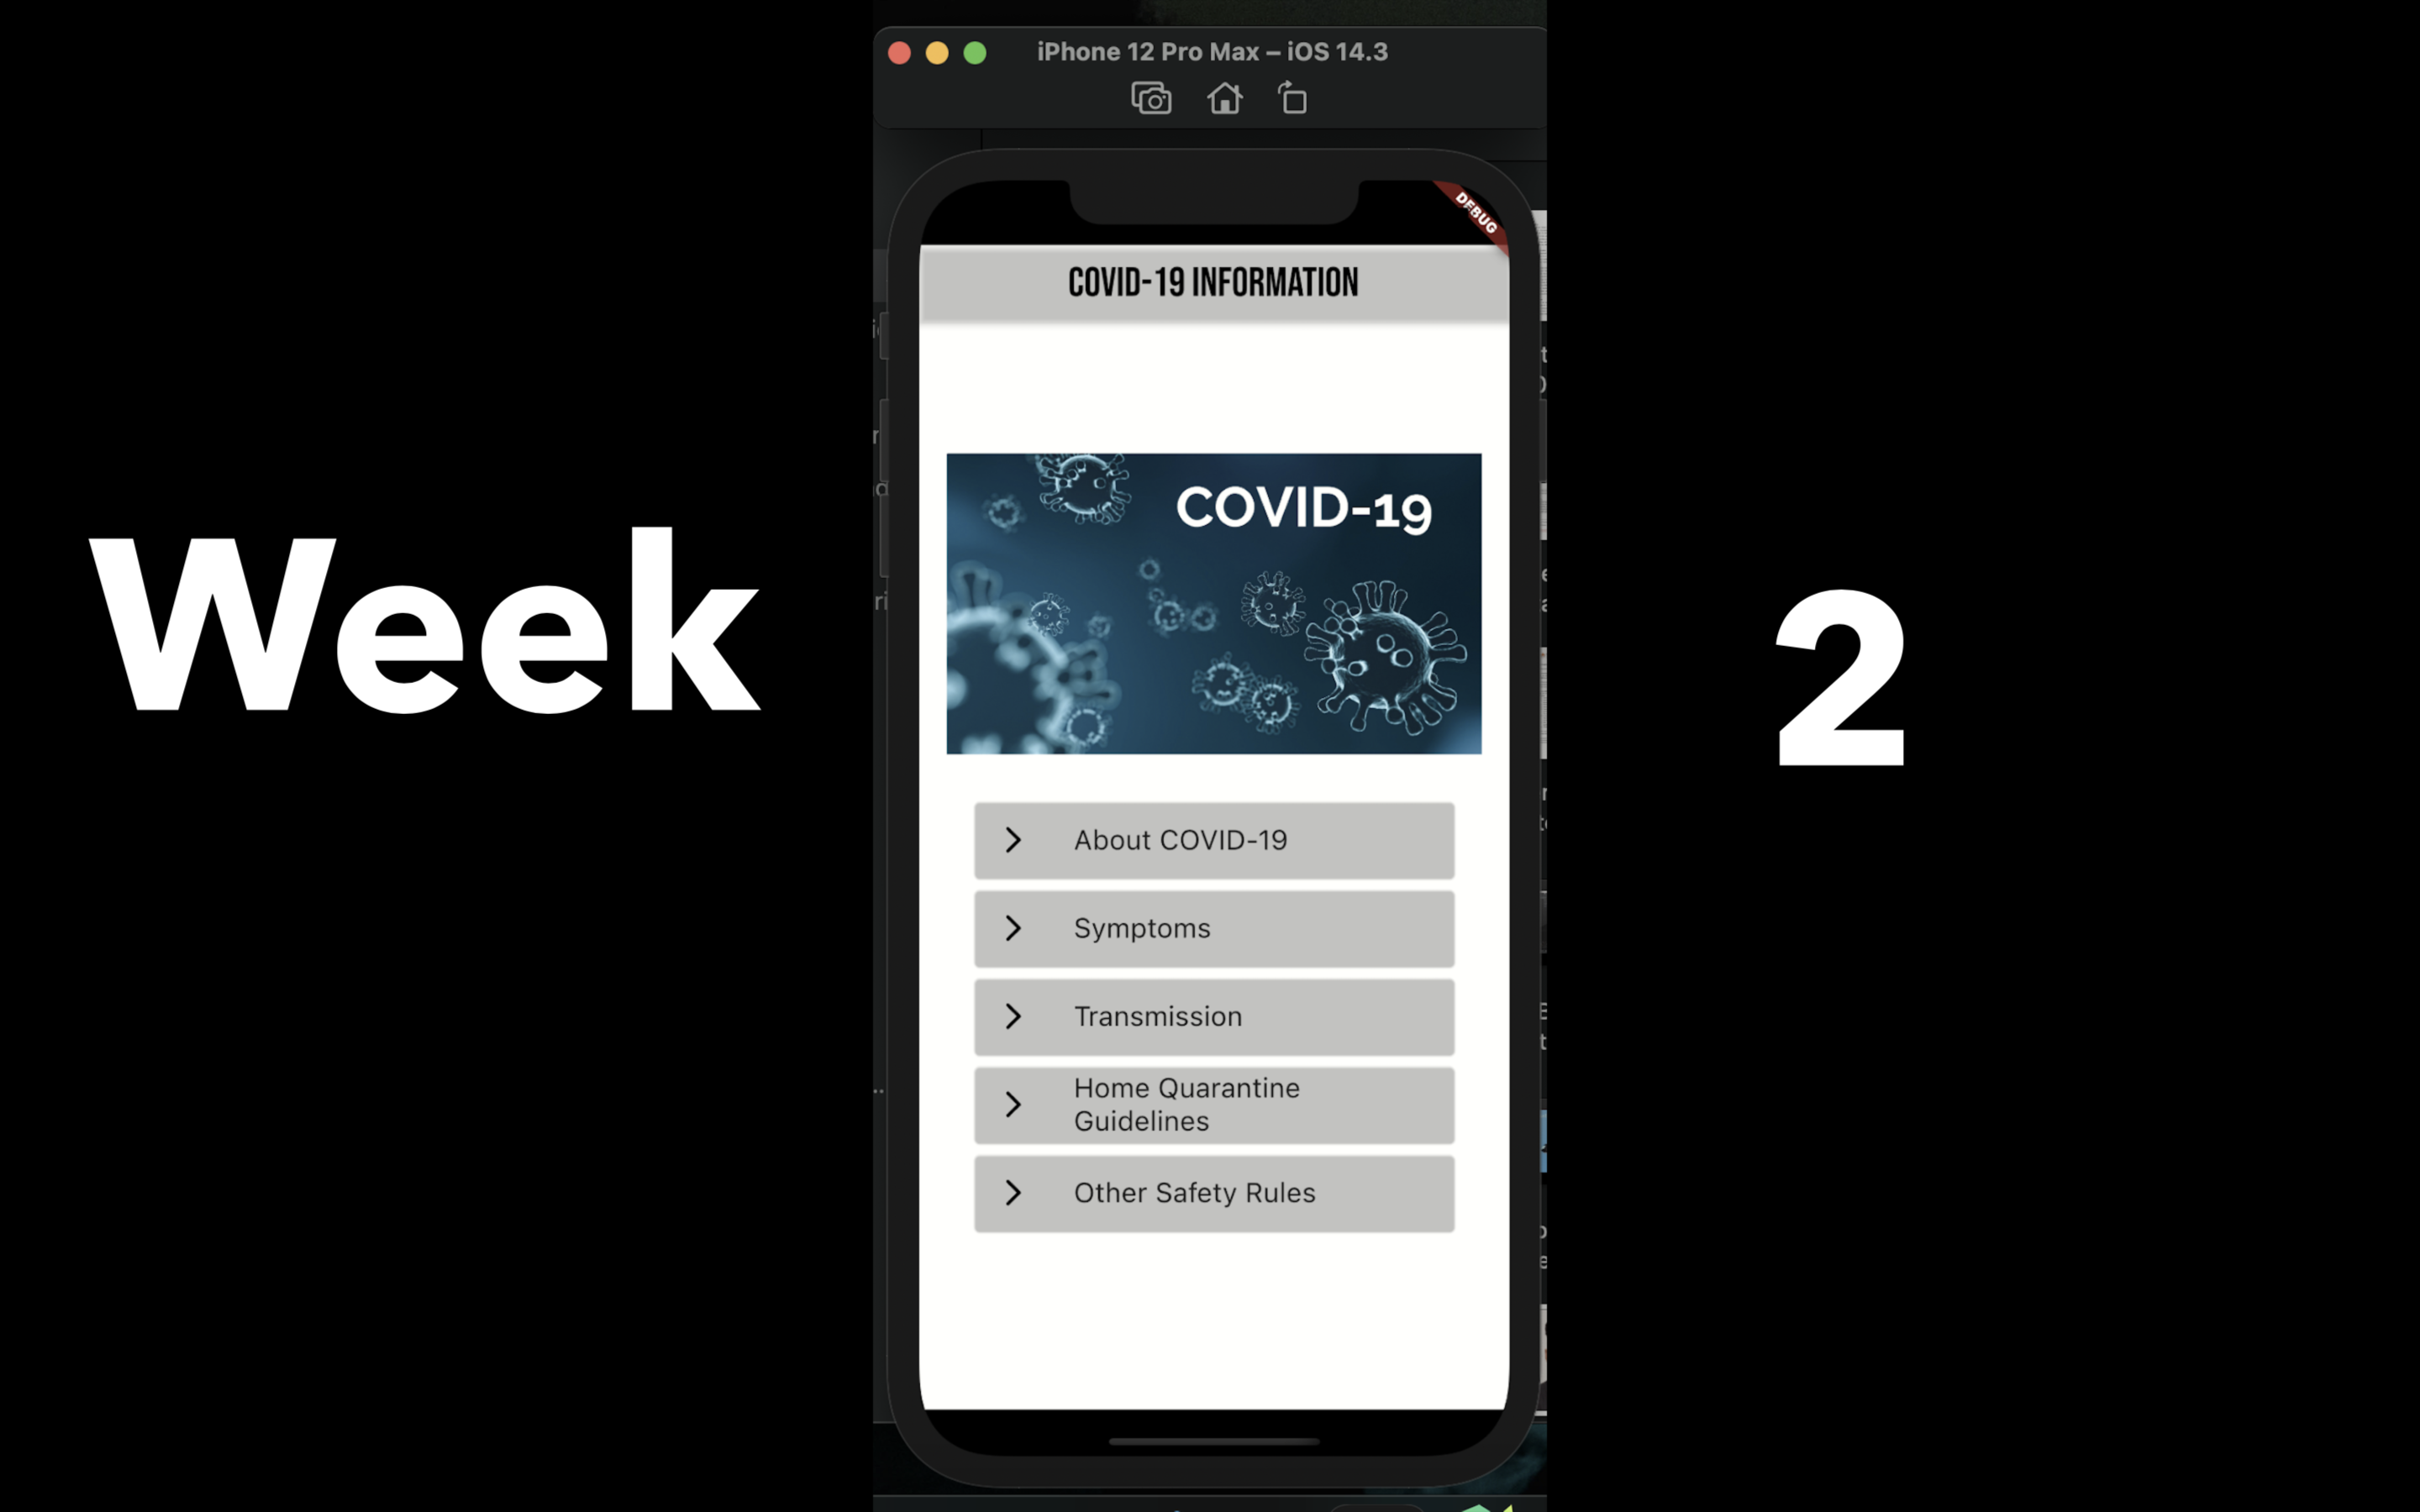 iPhone 12 Pro Max – iOS 14.3
DEBUG
COVID-19 INFORMATION
COVID-19
Week
2
About COVID-19
Symptoms
Transmission
Home Quarantine
Guidelines
Other Safety Rules